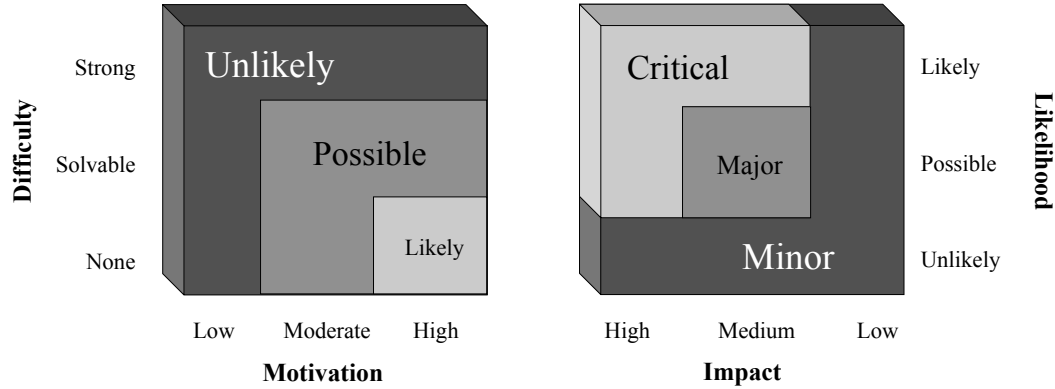 Difficulty
Strong
Solvable
None
Unlikely
Possible
Likely
Low
Moderate
High
Motivation
Critical
Major
Minor
High
Medium
Low
Impact
Likely
Possible
Unlikely
Likelihood